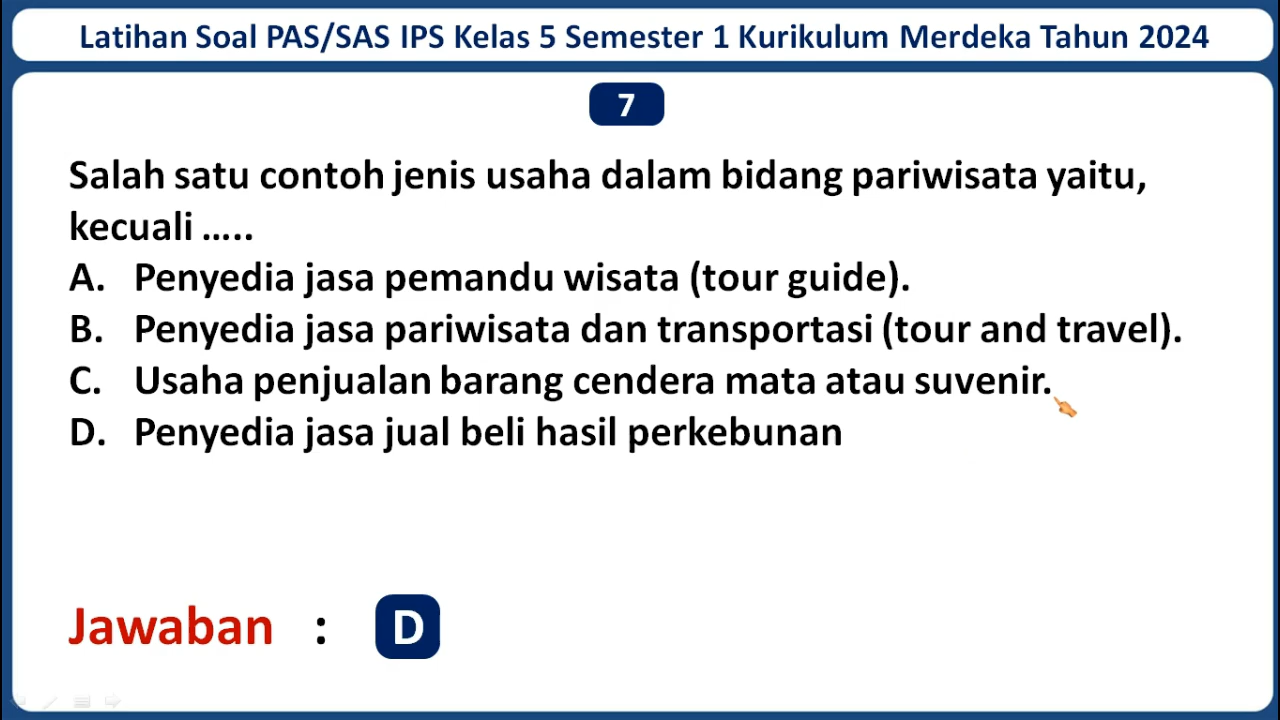 Latihan Soal PAS/SAS IPS Kelas 5 Semester 1 Kurikulum Merdeka Tahun 2024
7
Salah satu contoh jenis usaha dalam bidang pariwisata yaitu,
kecuali .....
A. Penyedia jasa pemandu wisata (tour guide).
B. Penyedia jasa pariwisata dan transportasi (tour and travel).
C. Usaha penjualan barang cendera mata atau suvenir.
D. Penyedia jasa jual beli hasil perkebunan
Jawaban : D